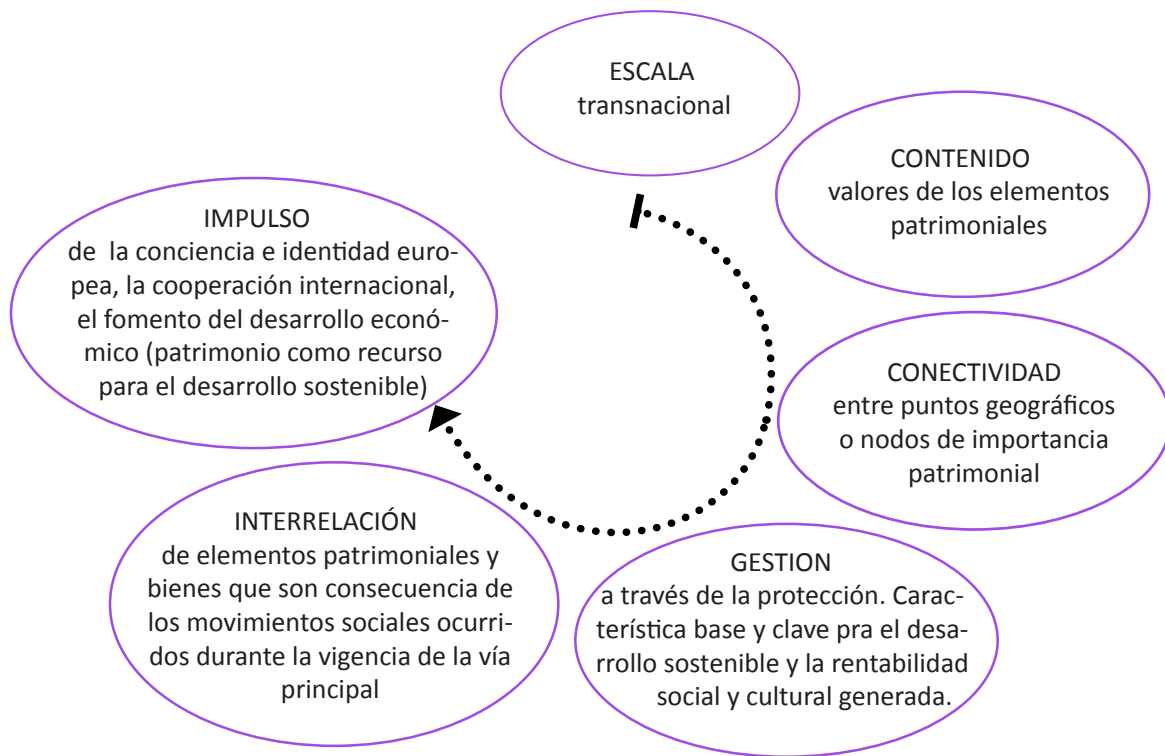 ESCALA
transnacional
CONTENIDO
valores de los elementos
patrimoniales
CONECTIVIDAD
entre puntos geográficos
o nodos de importancia
patrimonial
GESTION
a través de la protección. Carac-
terística base y clave pra el desa-
rrollo sostenible y la rentabilidad
social y cultural generada.
INTERRELACIÓN
de elementos patrimoniales y
bienes que son consecuencia de
los movimientos sociales ocurri-
dos durante la vigencia de la vía
principal
IMPULSO
de la conciencia e identidad euro-
pea, la cooperación internacional,
el fomento del desarrollo econó-
mico (patrimonio como recurso
para el desarrollo sostenible)